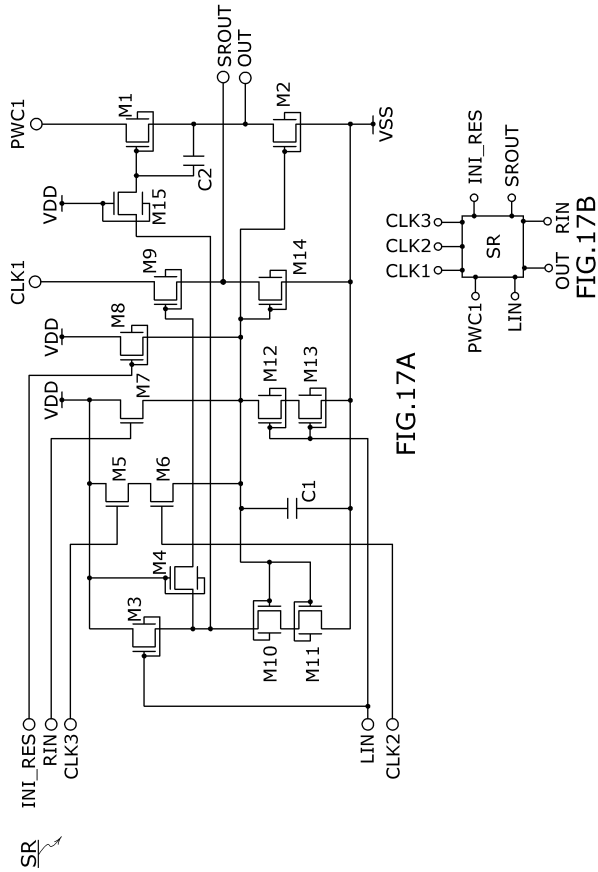 PWC1
SROUT
OUT
M1
M2
C2
VSS
M15
VDD
CLK1
M9
M14
M8
VDD
M7
VDD
M12
M13
M5
M6
C1
M4
M3
M10
M11
INI_RES
RIN
CLK3
LIN
CLK2
SR
FIG.17A
CLK3
CLK2
CLK1
INI_RES
SROUT
SR
PWC1
LIN
OUT
RIN
FIG.17B